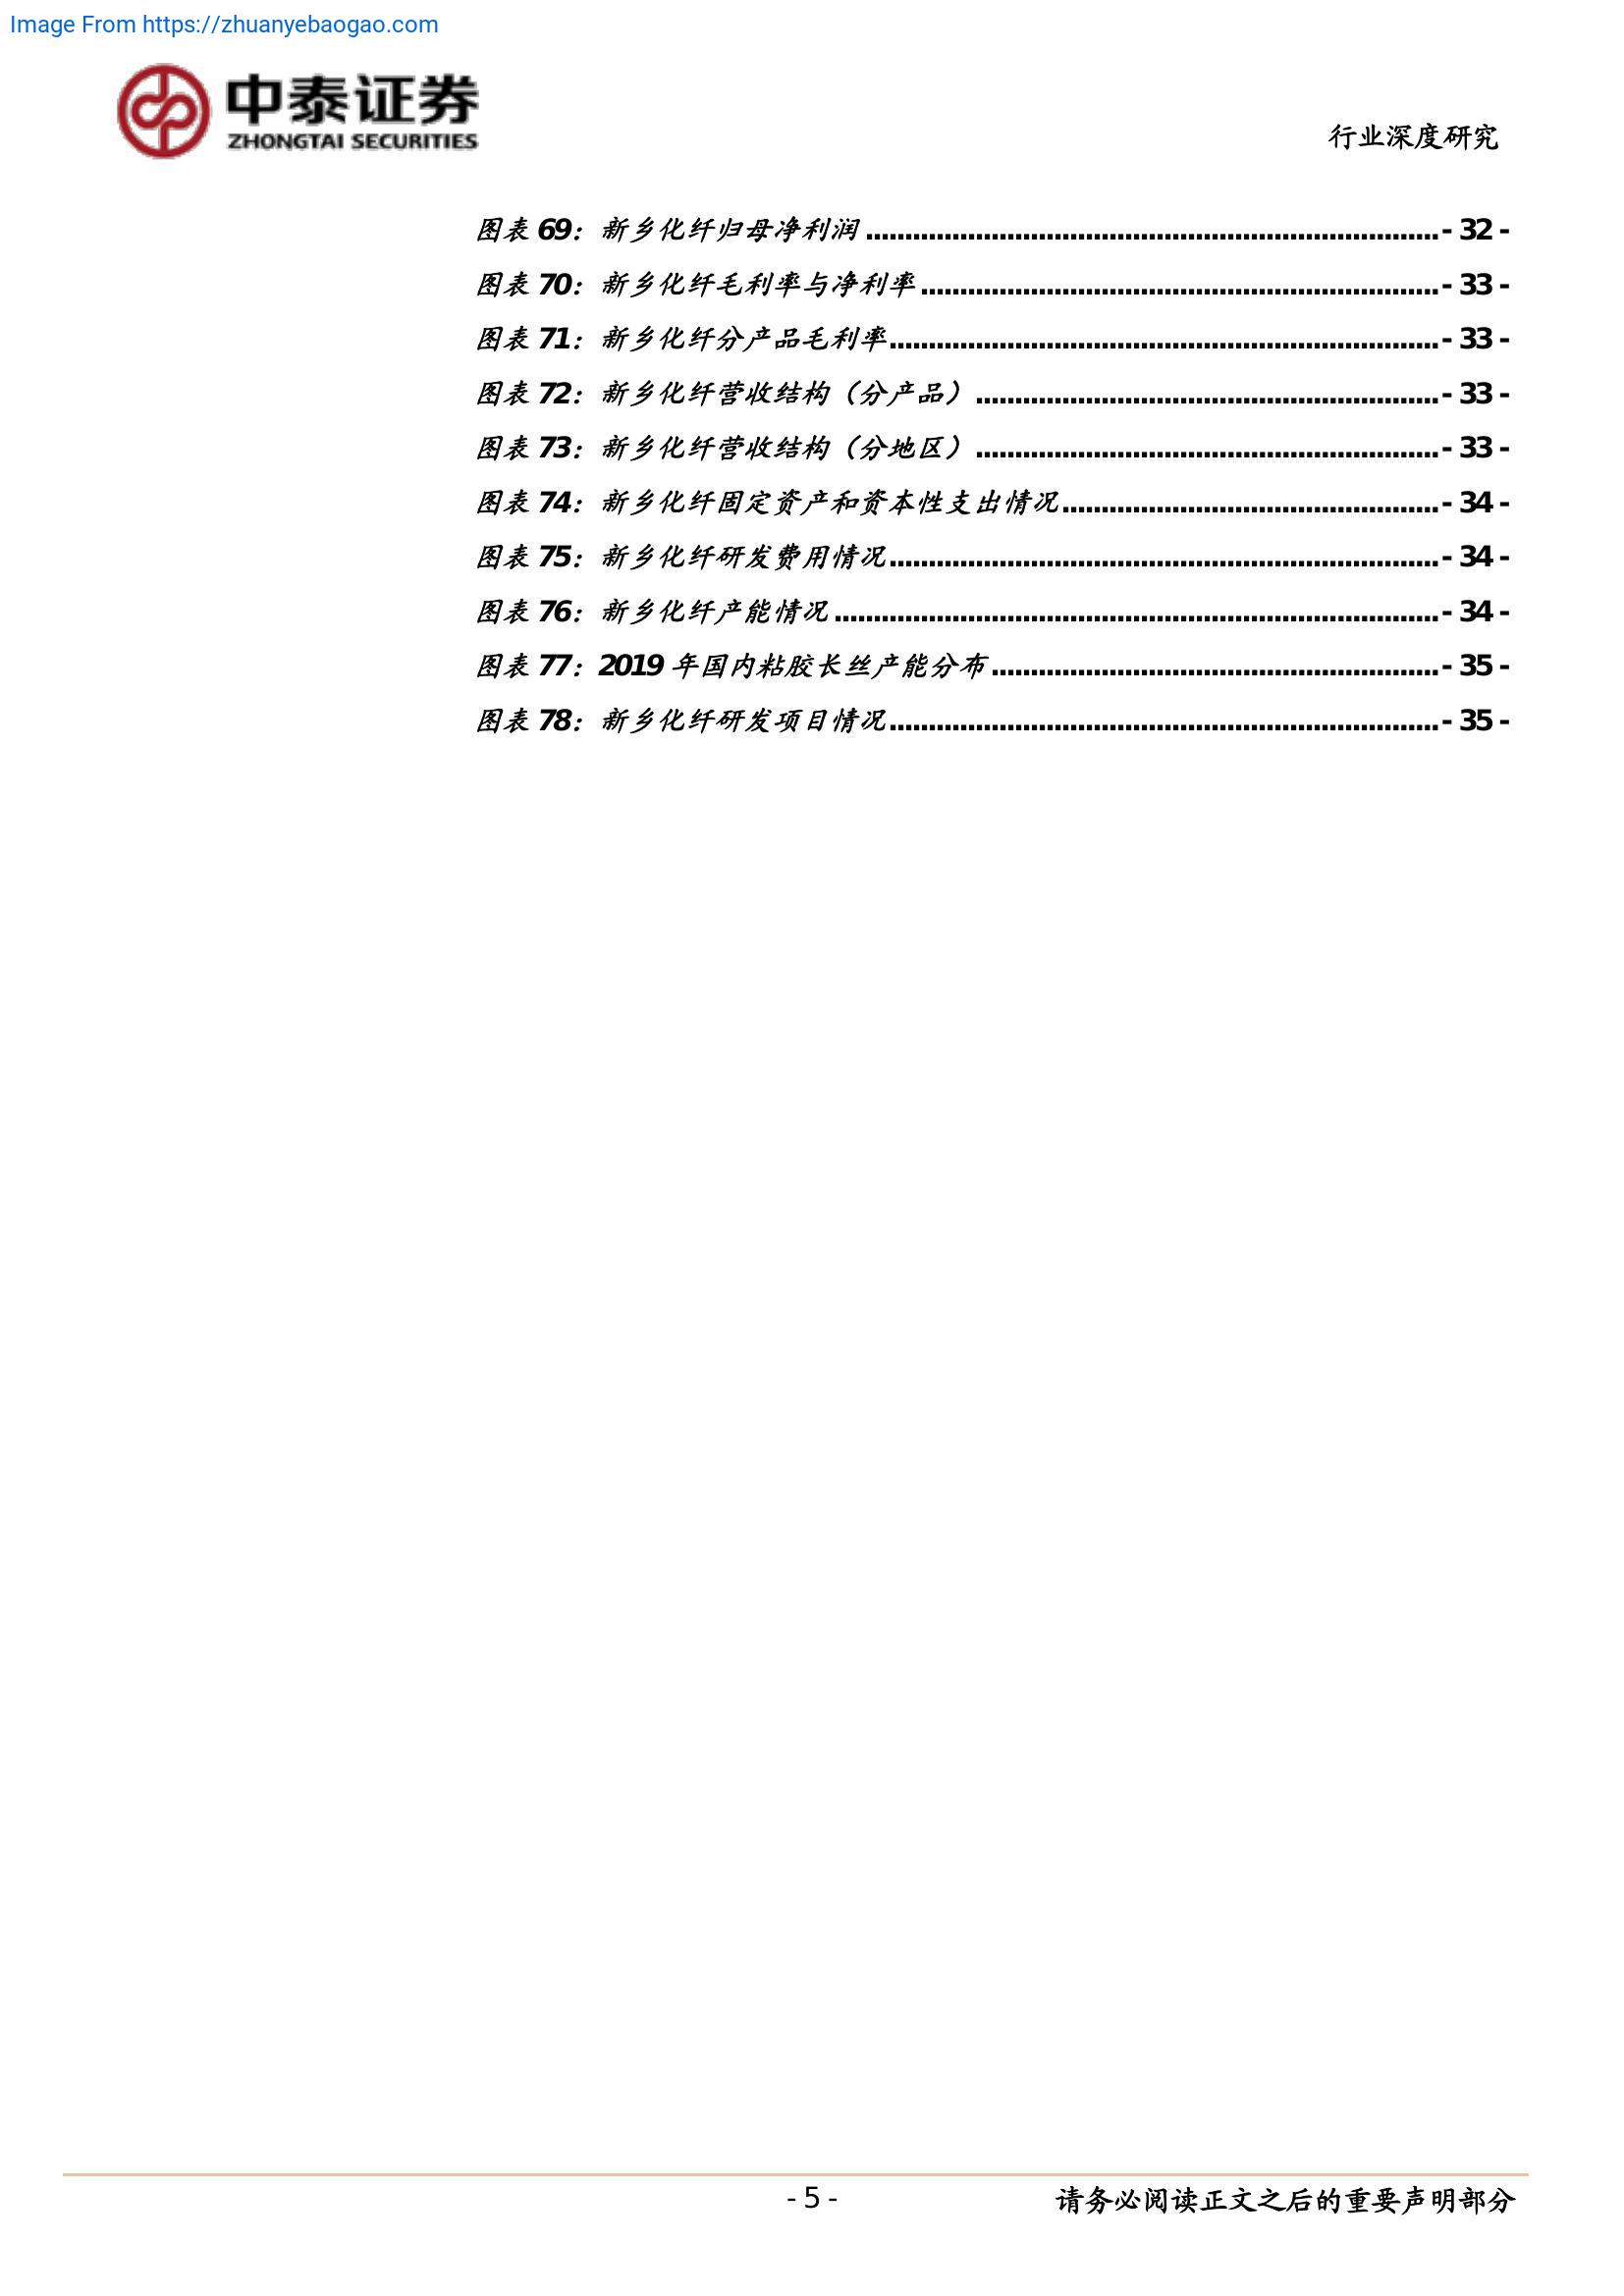 Image From https://zhuanyebaogao.com
中泰证券
ZHONGTAI SECURITIES
行业深度研究
图表 69：新乡化纤归母净利润 ........................................................................ - 32 -
图表 70：新乡化纤毛利率与净利率 ................................................................. - 33 -
图表 71：新乡化纤分产品毛利率..................................................................... - 33 -
图表 72：新乡化纤营收结构（分产品） .......................................................... - 33 -
图表 73：新乡化纤营收结构（分地区） .......................................................... - 33 -
图表 74：新乡化纤固定资产和资本性支出情况............................................... - 34 -
图表 75：新乡化纤研发费用情况..................................................................... - 34 -
图表 76：新乡化纤产能情况 ............................................................................ - 34 -
图表 77：2019 年国内粘胶长丝产能分布 ........................................................ - 35 -
图表 78：新乡化纤研发项目情况..................................................................... - 35 -
- 5 -
请务必阅读正文之后的重要声明部分